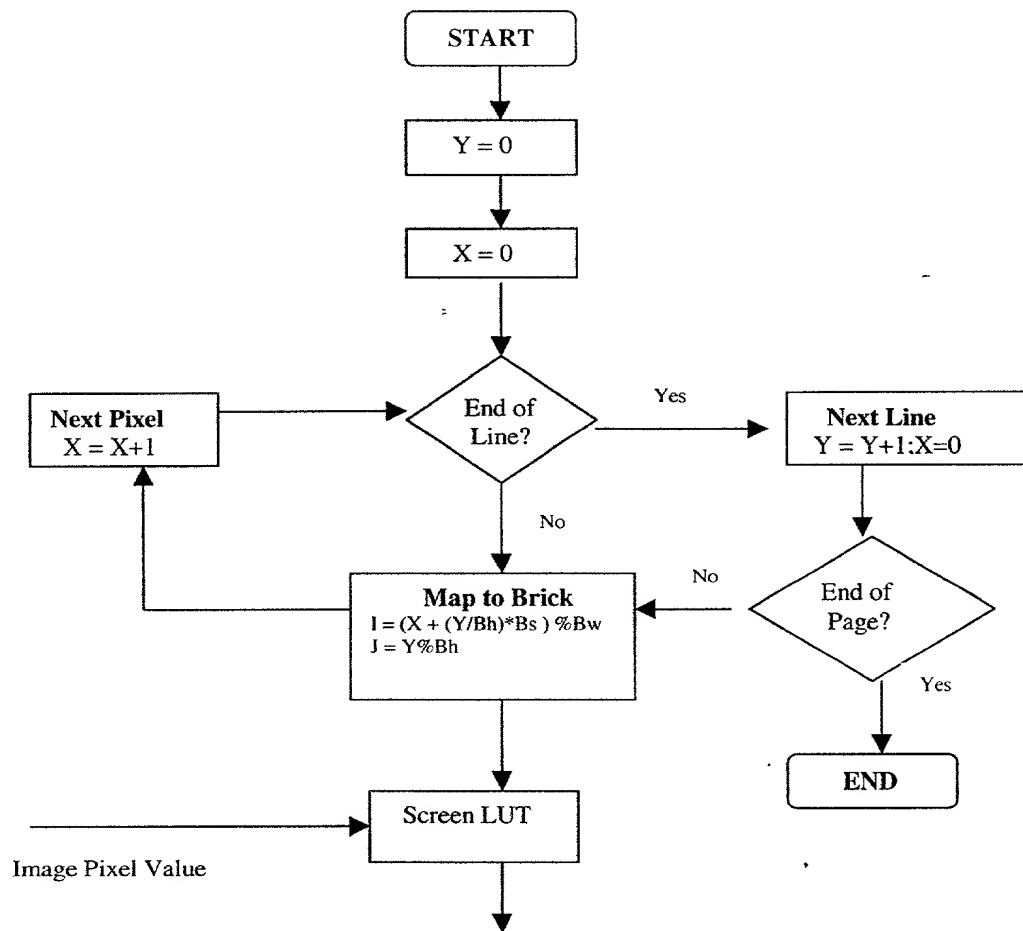 START
Y = 0
X = 0
End of
Line?
Yes
Next Pixel
X = X+1
Next Line
Y = Y+1;X=0
No
Map to Brick
I = (X + (Y/Bh)*Bs ) %Bw
J = Y%Bh
No
End of
Page?
Yes
END
Screen LUT
Image Pixel Value